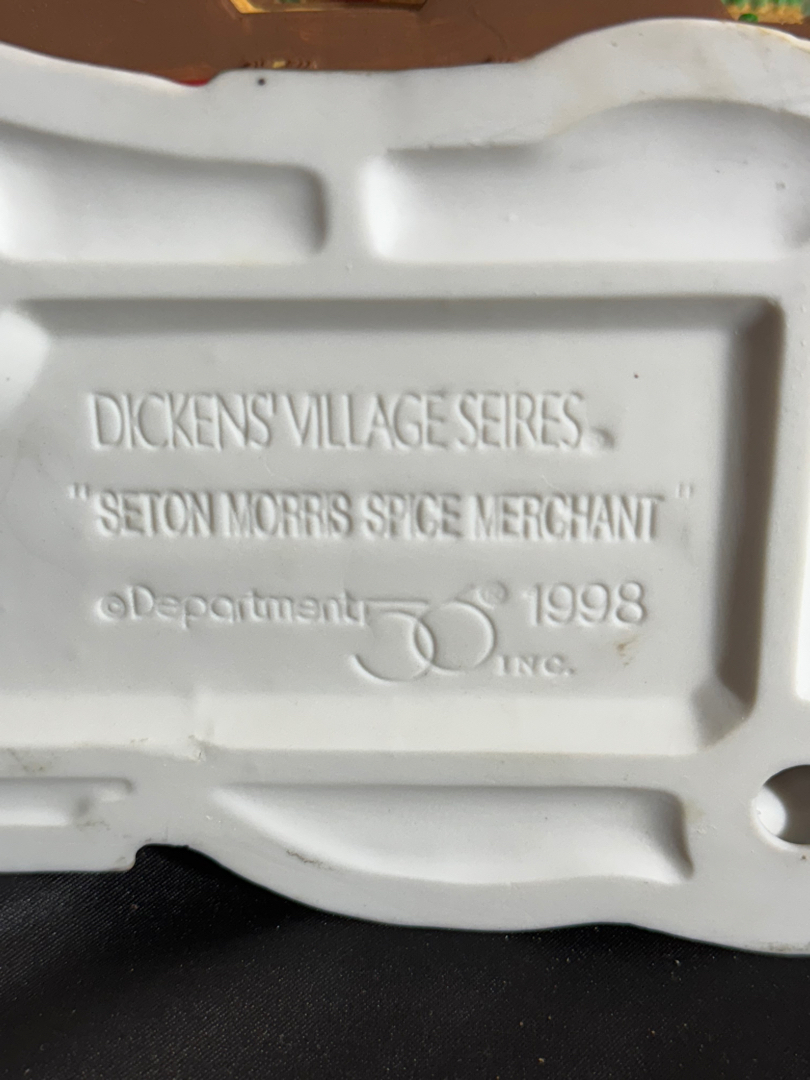 DICKENS' VILLAGE SEIRES®
"SETON MORRIS SPICE MERCHANT"
©Department 56® 1998
INC.